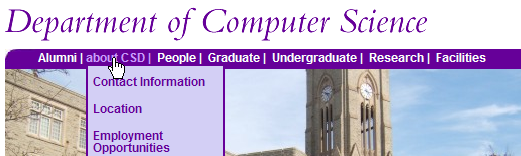 Department of Computer Science
Alumni | about CSD | People | Graduate | Undergraduate | Research | Facilities
Contact Information
Location
Employment
Opportunities